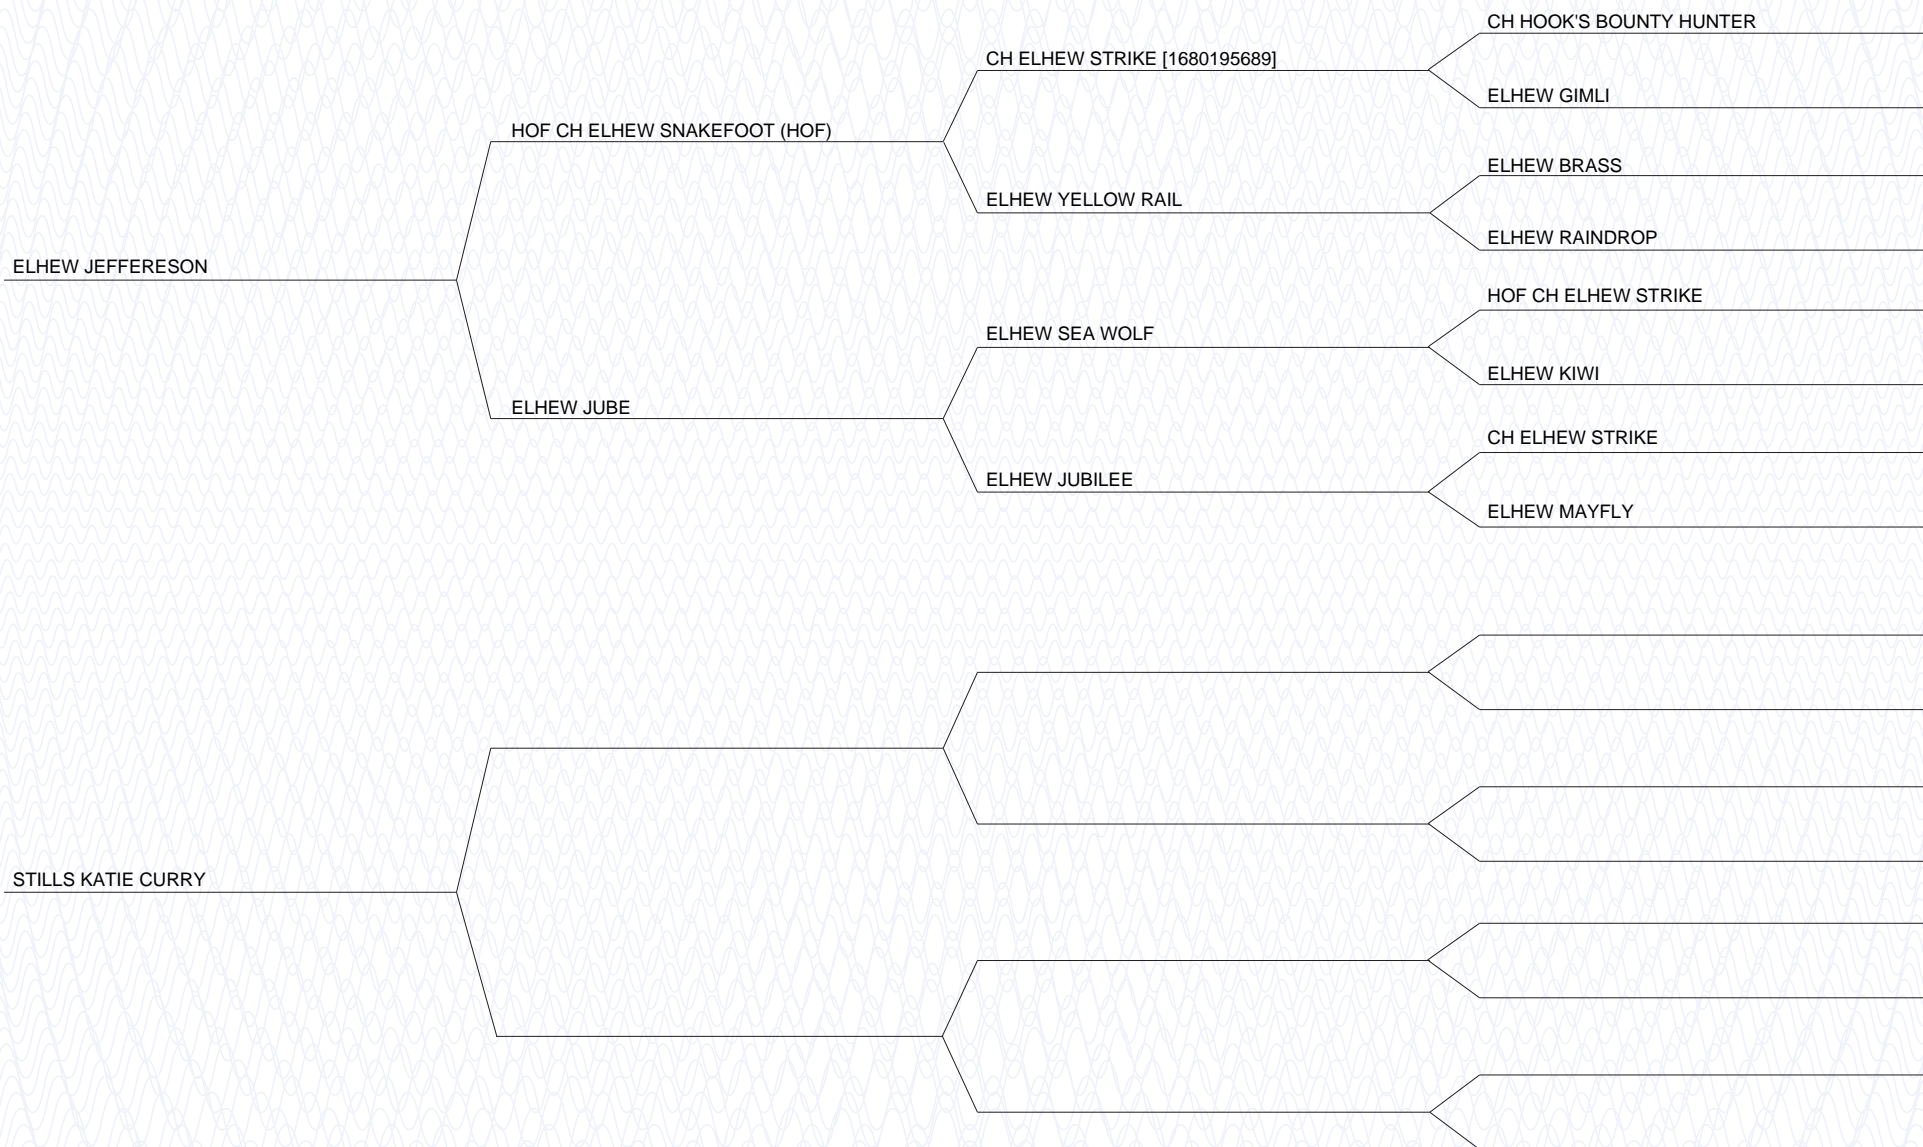 CH HOOK'S BOUNTY HUNTER
CH ELHEW STRIKE [1680195689]
ELHEW GIMLI
HOF CH ELHEW SNAKEFOOT (HOF)
ELHEW BRASS
ELHEW YELLOW RAIL
ELHEW RAINDROP
ELHEW JEFFERESON
HOF CH ELHEW STRIKE
ELHEW SEA WOLF
ELHEW KIWI
ELHEW JUBE
CH ELHEW STRIKE
ELHEW JUBILEE
ELHEW MAYFLY
STILLS KATIE CURRY